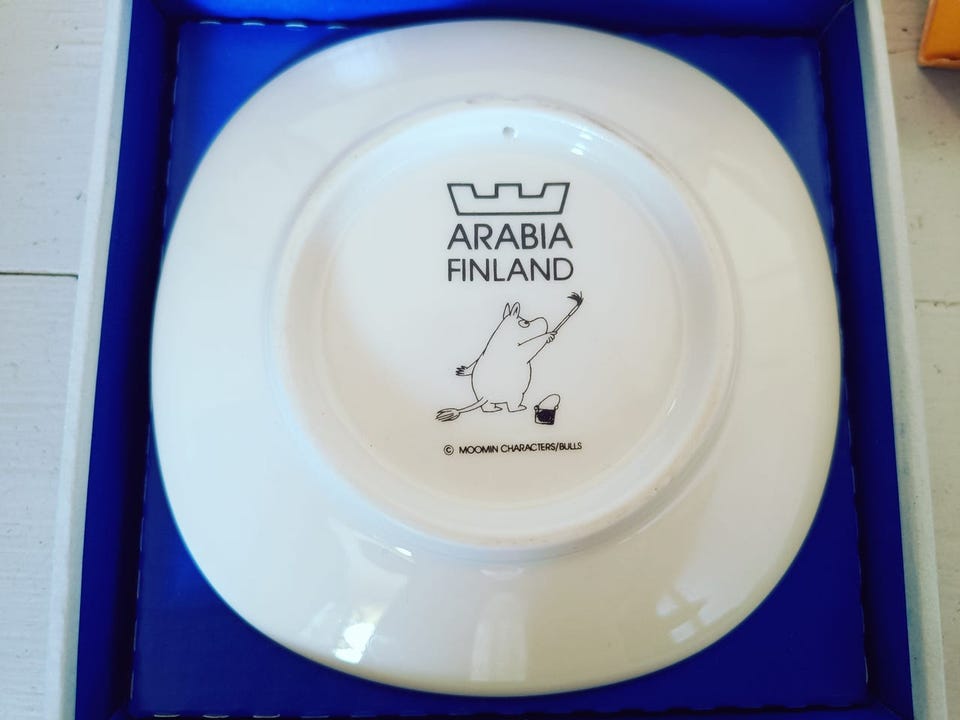 ARABIA
FINLAND
© MOOMIN CHARACTERS/BULLS